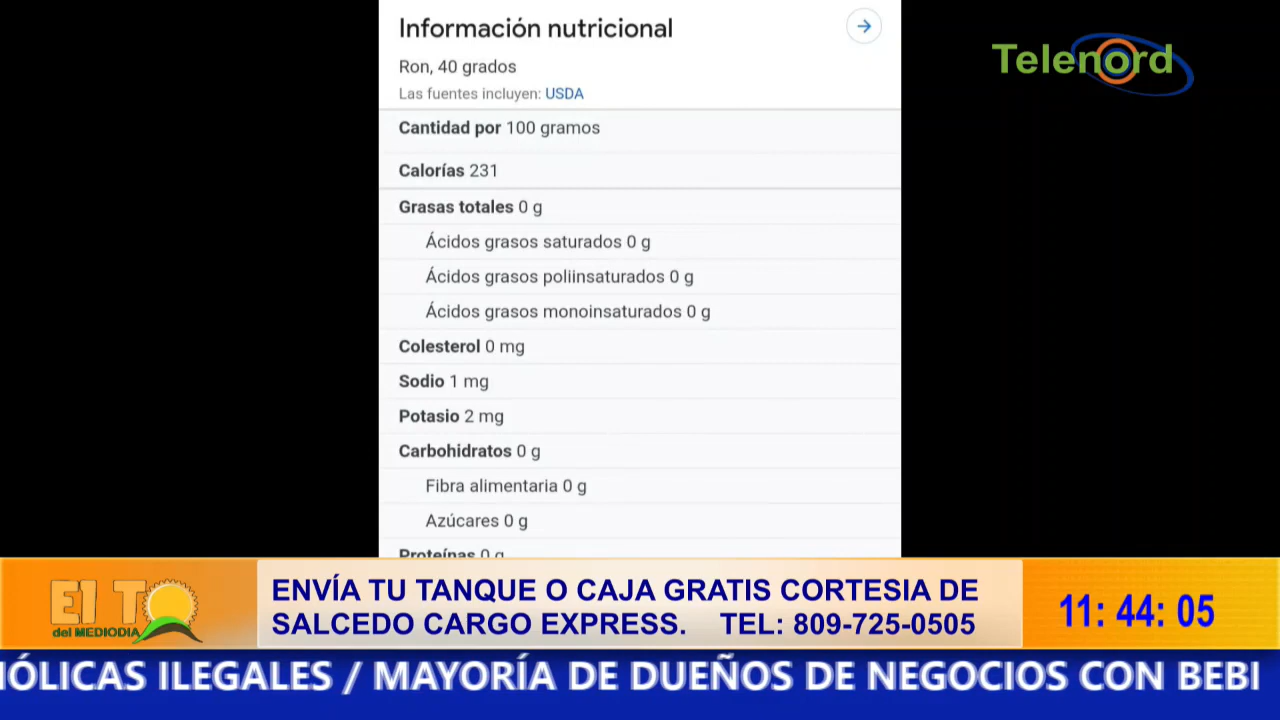 Información nutricional
Telenord
Ron, 40 grados
Las fuentes incluyen: USDA
Cantidad por 100 gramos
Calorías 231
Grasas totales 0 g
Ácidos grasos saturados 0 g
Ácidos grasos poliinsaturados 0 g
Ácidos grasos monoinsaturados 0 g
Colesterol 0 mg
Sodio 1 mg
Potasio 2 mg
Carbohidratos 0 g
Fibra alimentaria 0 g
Azúcares 0 g
Proteínas 0 g
El TO
del MEDIODIA
ENVÍA TU TANQUE O CAJA GRATIS CORTESIA DE
SALCEDO CARGO EXPRESS. TEL: 809-725-0505
11: 44: 05
HÓLICAS ILEGALES / MAYORÍA DE DUEÑOS DE NEGOCIOS CON BEBI